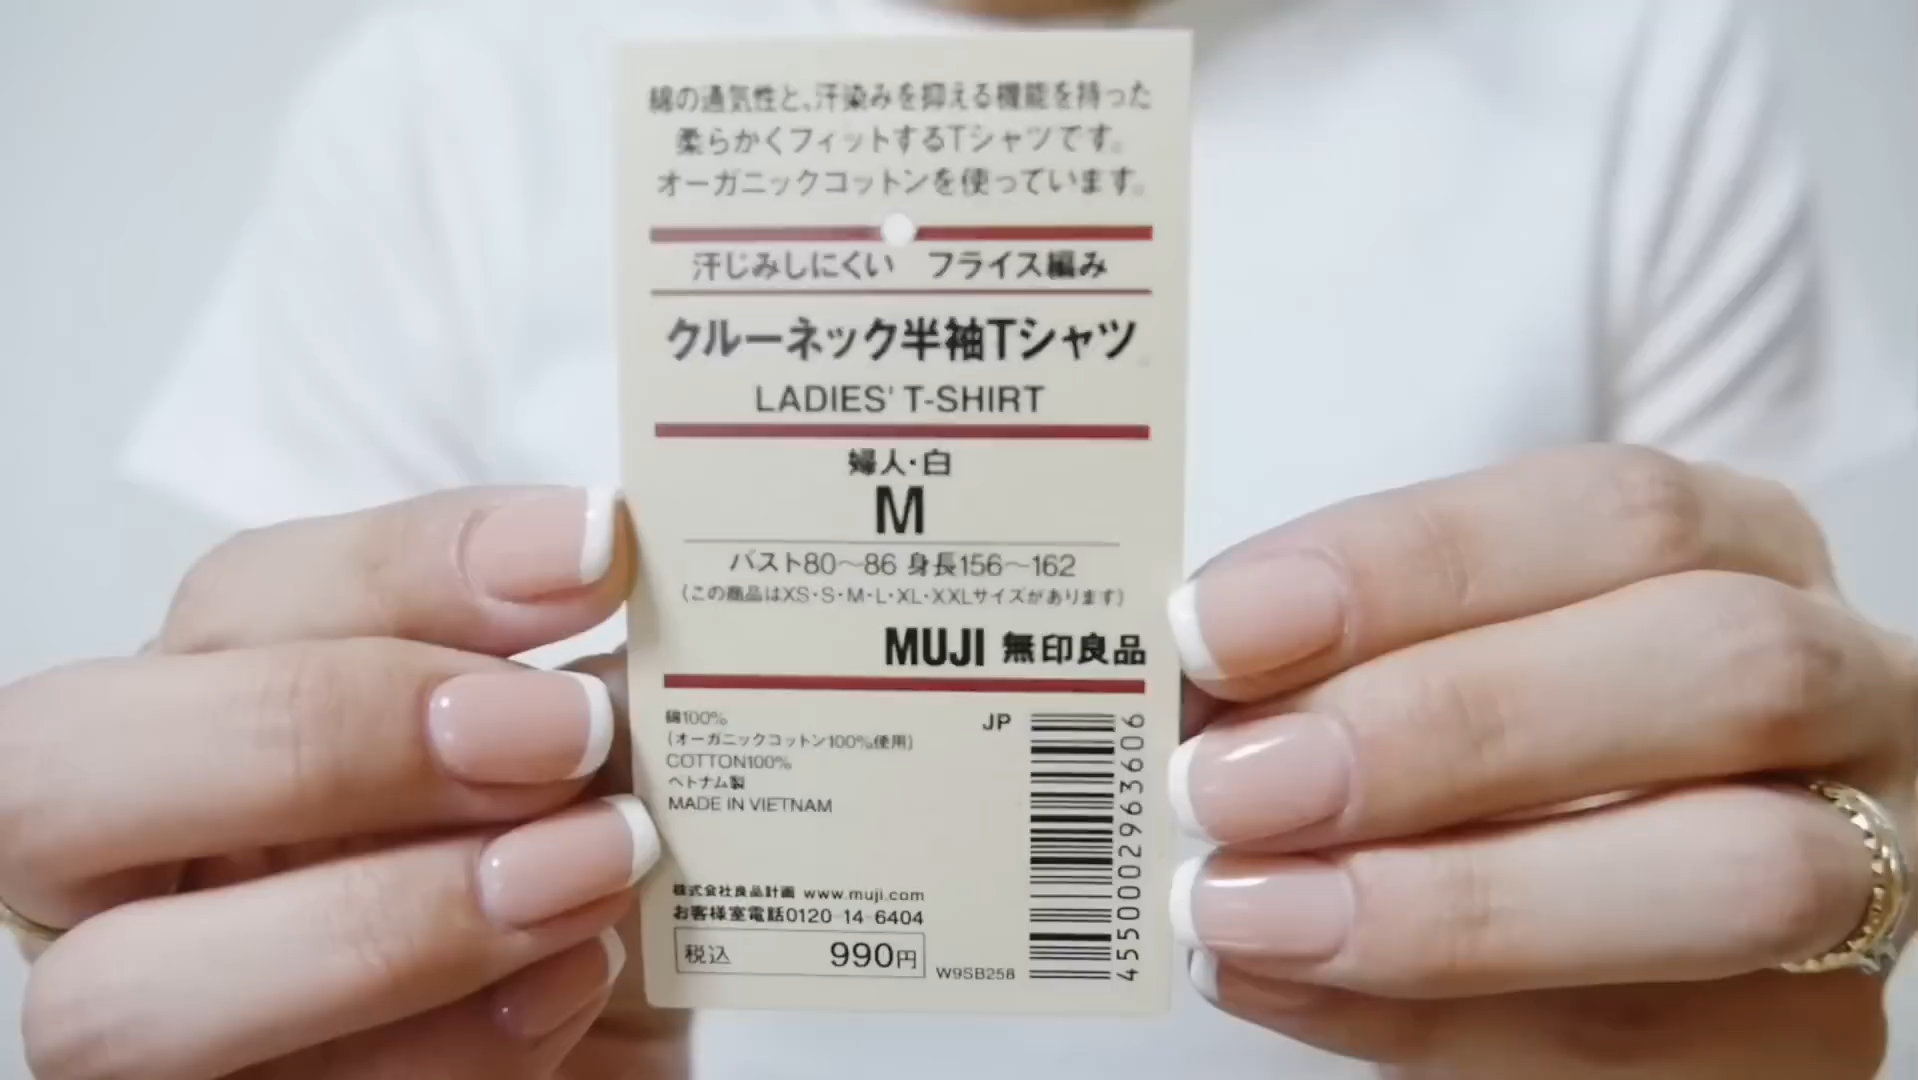 綿の通気性と、汗染みを抑える機能を持った
柔らかくフィットするTシャツです。
オーガニックコットンを使っています。
汗じみしにくい フライス編み
クルーネック半袖Tシャツ
LADIES' T-SHIRT
婦人・白
M
バスト80～86 身長156～162
(この商品はXS・S・M・L・XL・XXLサイズがあります)
MUJI 無印良品
綿100%
(オーガニックコットン100%使用)
COTTON100%
ベトナム製
MADE IN VIETNAM
JP
4550002963606
株式会社良品計画 www.muji.com
お客様室電話0120-14-6404
税込 990円
W9SB258